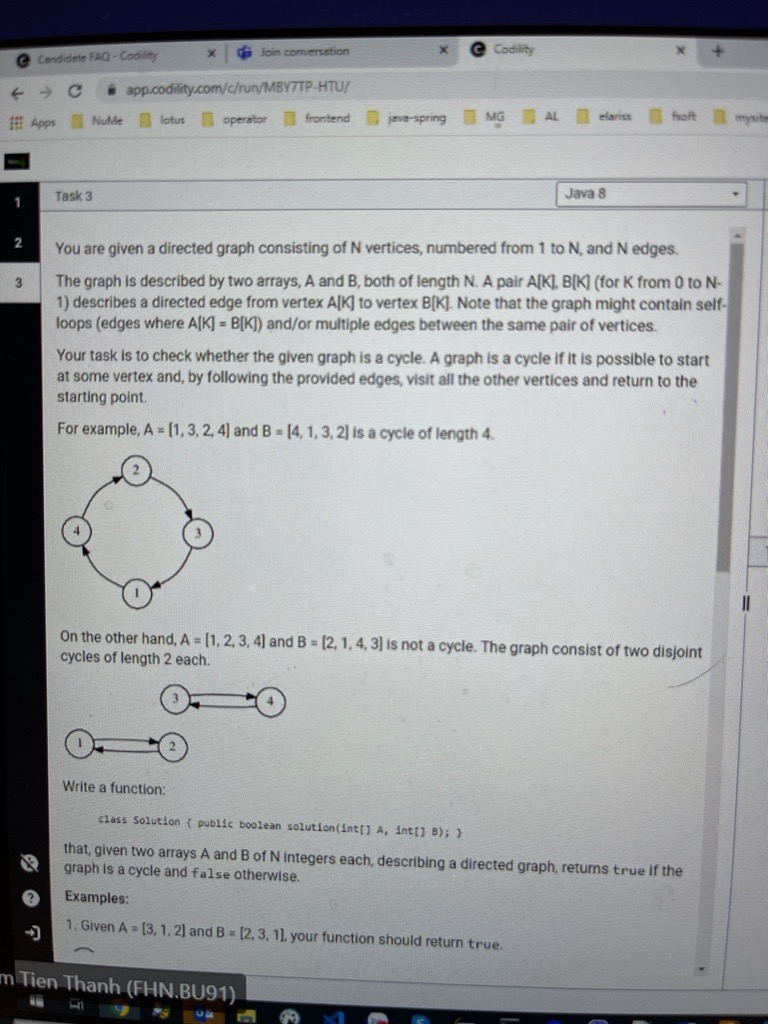 Candidate FAQ - Codility
Join conversation
Codility
app.codility.com/c/run/MBY7TP-HTU/
Apps NuMe lotus operator frontend java-spring MG AL elariss fsoft mysite
1
Task 3
Java 8
2
You are given a directed graph consisting of N vertices, numbered from 1 to N, and N edges.
3
The graph is described by two arrays, A and B, both of length N. A pair A[K], B[K] (for K from 0 to N-
1) describes a directed edge from vertex A[K] to vertex B[K]. Note that the graph might contain self-
loops (edges where A[K] = B[K]) and/or multiple edges between the same pair of vertices.
Your task is to check whether the given graph is a cycle. A graph is a cycle if it is possible to start
at some vertex and, by following the provided edges, visit all the other vertices and return to the
starting point.
For example, A = [1, 3, 2, 4] and B = [4, 1, 3, 2] is a cycle of length 4.
2
4
3
1
On the other hand, A = [1, 2, 3, 4] and B = [2, 1, 4, 3] is not a cycle. The graph consist of two disjoint
cycles of length 2 each.
3
4
1
2
Write a function:
class Solution { public boolean solution(int[] A, int[] B); }
that, given two arrays A and B of N integers each, describing a directed graph, returns true if the
graph is a cycle and false otherwise.
Examples:
1. Given A = [3, 1, 2] and B = [2, 3, 1], your function should return true.
m Tien Thanh (FHN.BU91)